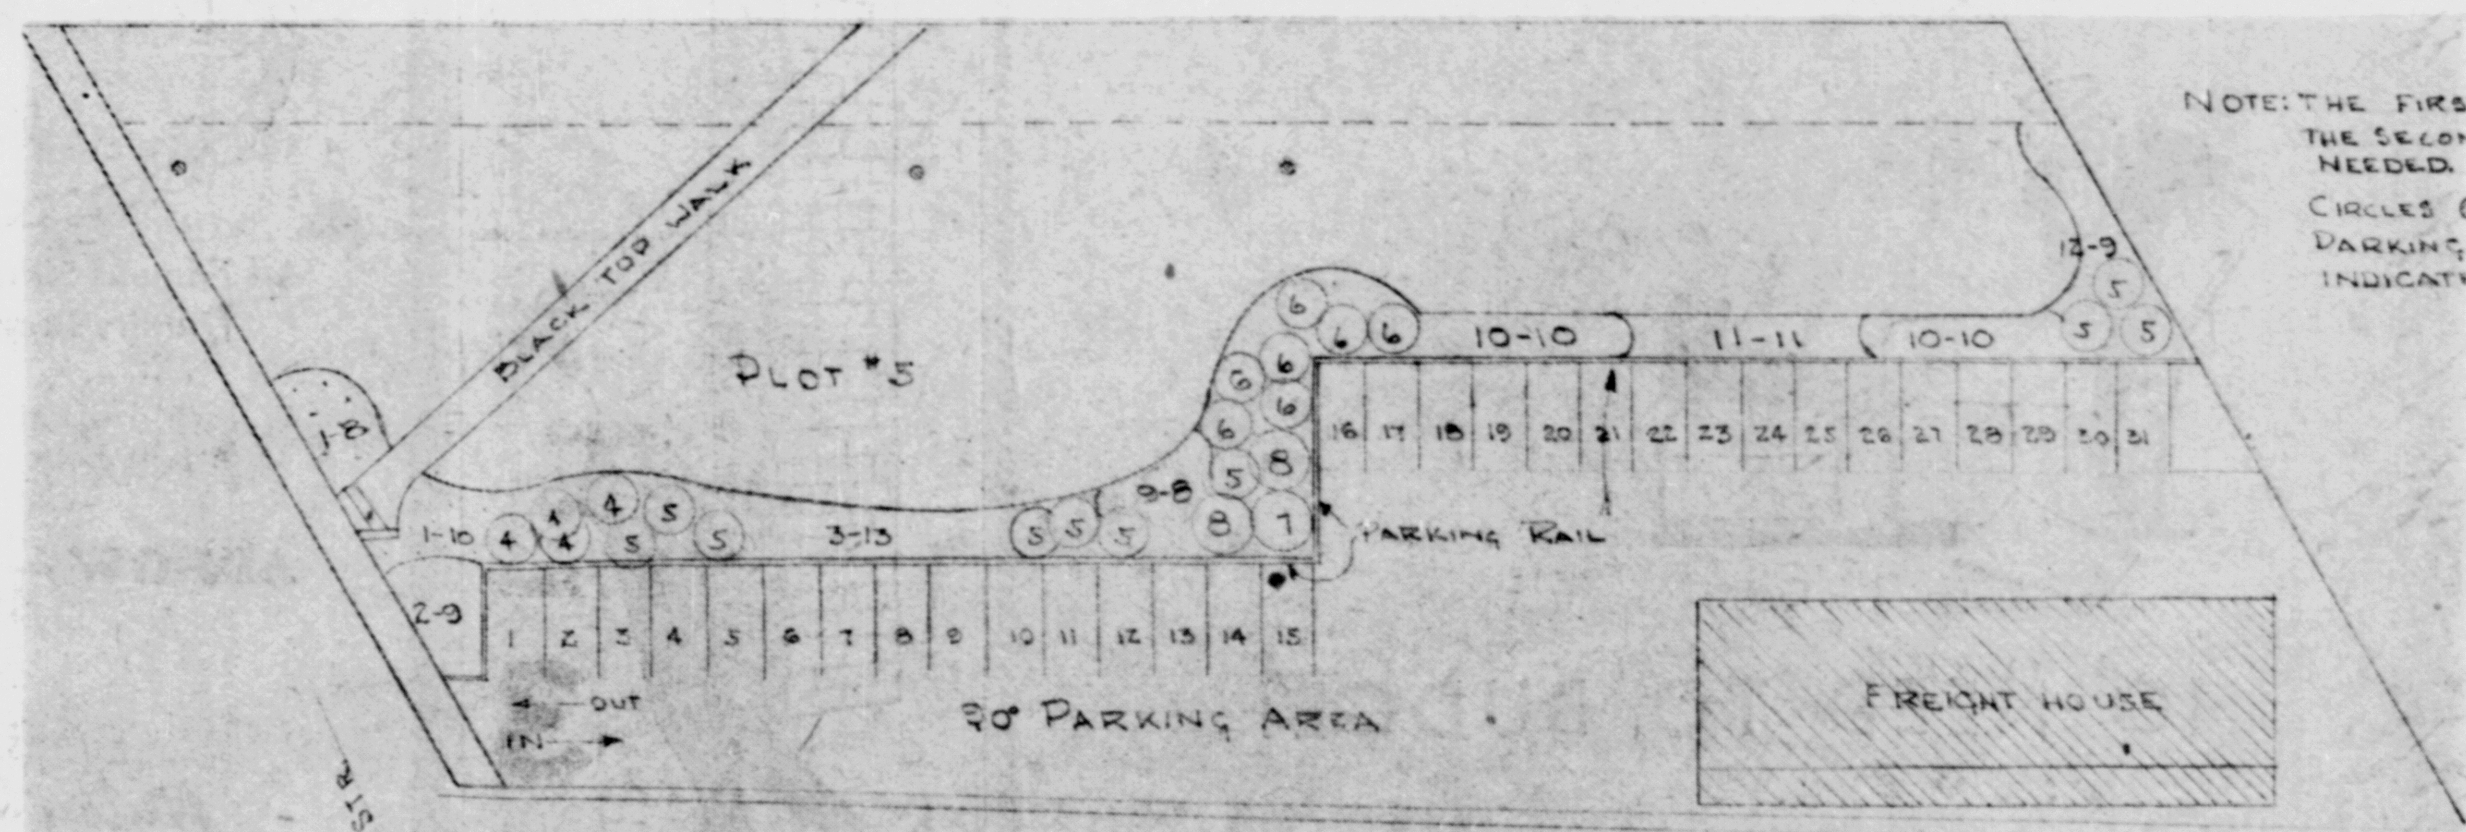 NOTE: THE FIRS
THE SECON
NEEDED.
CIRCLES
PARKING
INDICAT
BLACK TOP WALK
PLOT #5
12-9
5
5 5
6
6 6
6 6
6
6
8
5
8 7
10-10 11-11 10-10
16 17 18 19 20 21 22 23 24 25 26 27 28 29 30 31
1-8
9-8
4 4 5
1-10 4 4 5 5 3-13 5 5 5
PARKING RAIL
2-9
1 2 3 4 5 6 7 8 9 10 11 12 13 14 15
OUT
IN
90° PARKING AREA
FREIGHT HOUSE
STR.